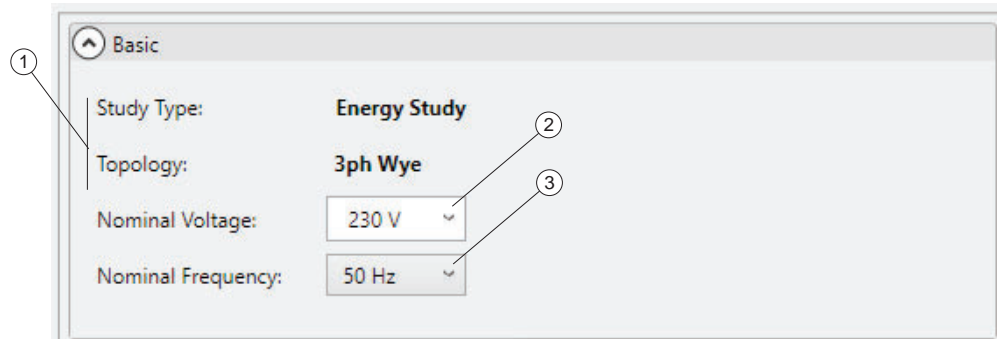 Basic
1
Study Type: Energy Study
2
Topology: 3ph Wye
3
Nominal Voltage: 230 V
Nominal Frequency: 50 Hz